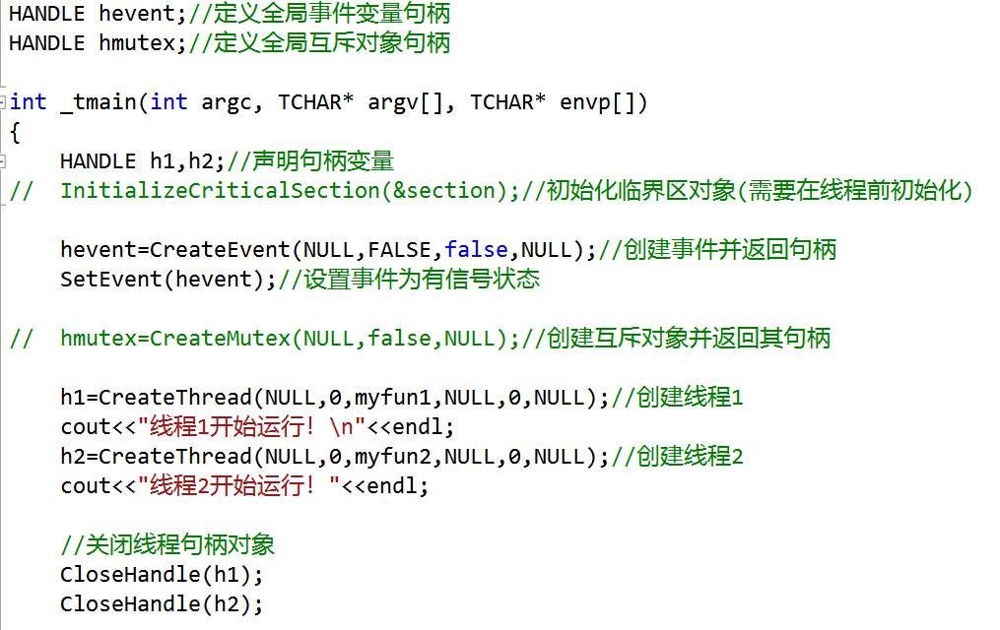 HANDLE hevent;//定义全局事件变量句柄
HANDLE hmutex;//定义全局互斥对象句柄
int _tmain(int argc, TCHAR* argv[], TCHAR* envp[])
{
HANDLE h1,h2;//声明句柄变量
// InitializeCriticalSection(&section);//初始化临界区对象(需要在线程前初始化)
hevent=CreateEvent(NULL,FALSE,false,NULL);//创建事件并返回句柄
SetEvent(hevent);//设置事件为有信号状态
// hmutex=CreateMutex(NULL,false,NULL);//创建互斥对象并返回其句柄
h1=CreateThread(NULL,0,myfun1,NULL,0,NULL);//创建线程1
cout<<"线程1开始运行！\n"<<endl;
h2=CreateThread(NULL,0,myfun2,NULL,0,NULL);//创建线程2
cout<<"线程2开始运行！"<<endl;
//关闭线程句柄对象
CloseHandle(h1);
CloseHandle(h2);